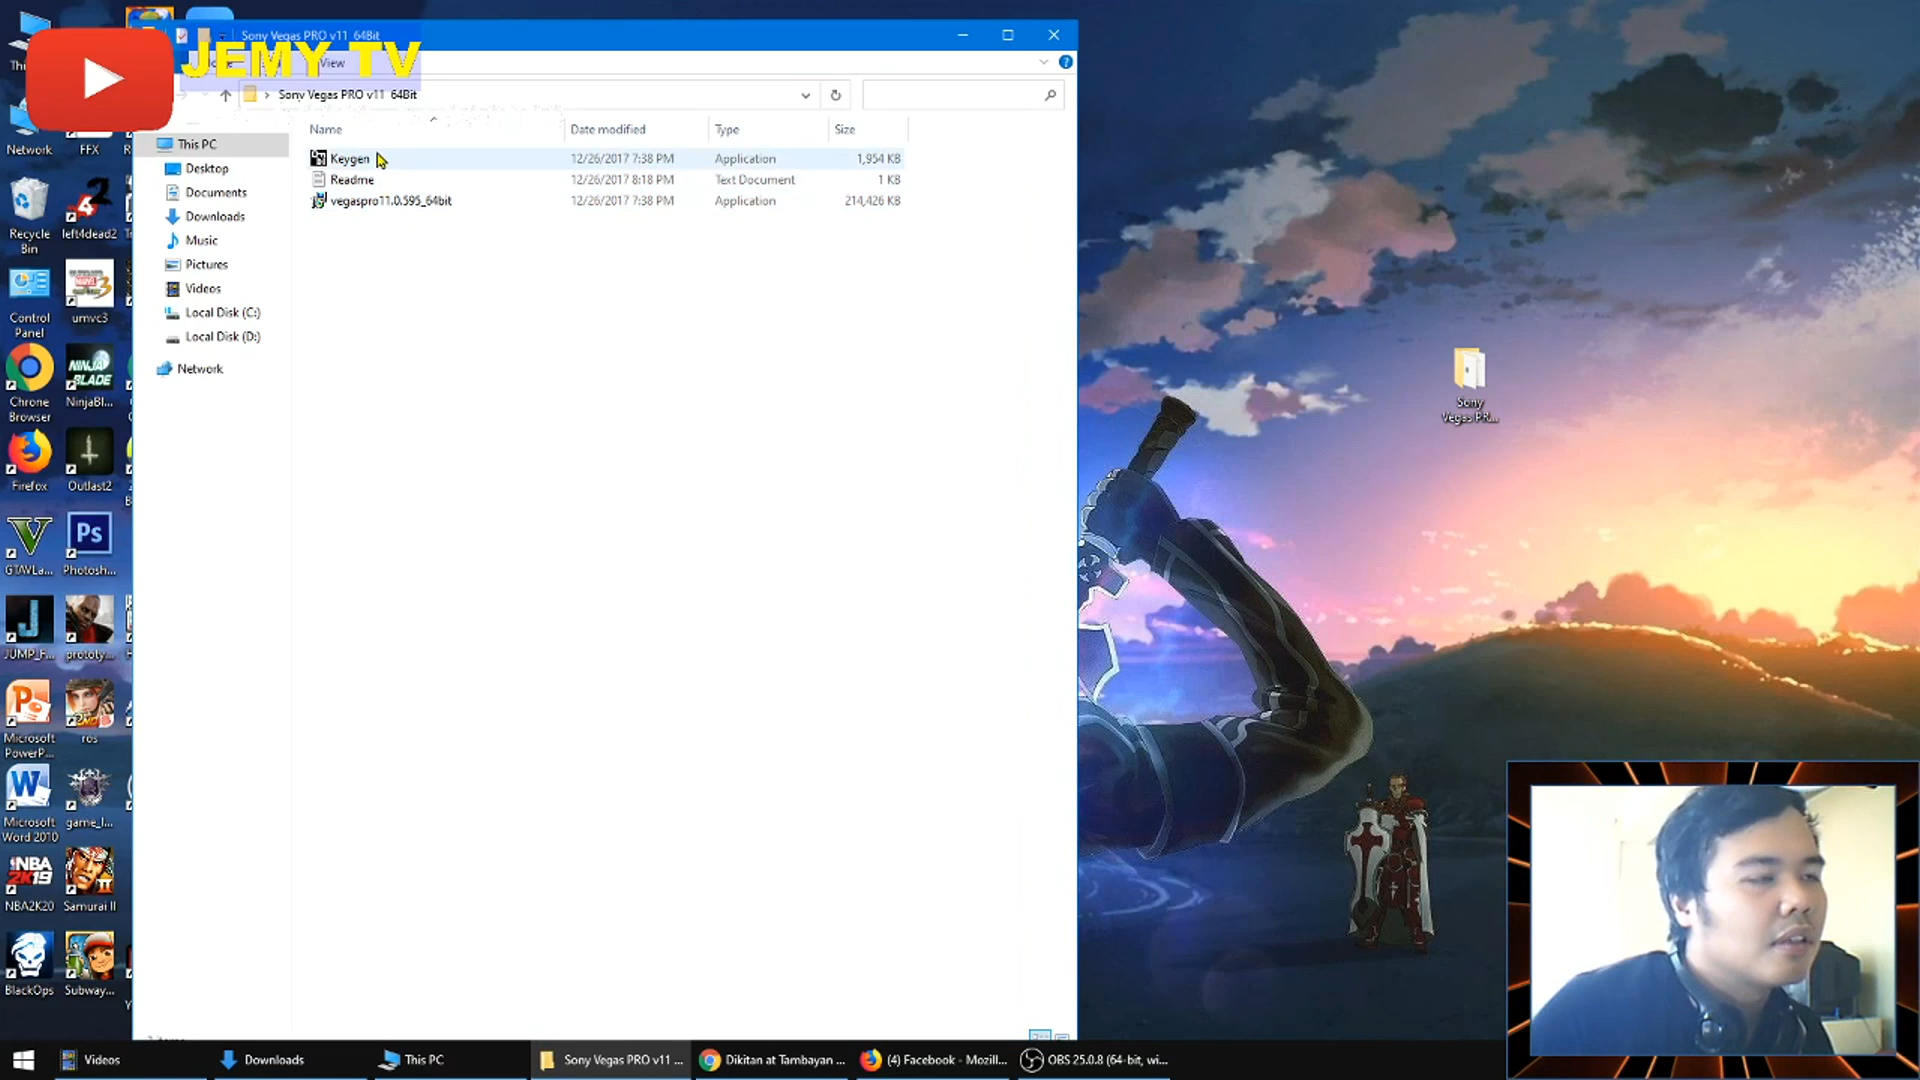 Sony Vegas PRO v11 64Bit
JEMY TV
View
Sony Vegas PRO v11 64Bit
Name
Date modified
Type
Size
Keygen
12/26/2017 7:38 PM
Application
1,954 KB
Readme
12/26/2017 8:18 PM
Text Document
1 KB
vegaspro11.0.595_64bit
12/26/2017 7:38 PM
Application
214,426 KB
This PC
Desktop
Documents
Downloads
Music
Pictures
Videos
Local Disk (C:)
Local Disk (D:)
Network
Network
FFX
Recycle
Bin
left4dead2
Control
Panel
umvc3
Chrome
Browser
NINJA
BLADE
NinjaBl...
Firefox
Outlast2
GTAVLa...
Ps
Photosh...
JUMP_F...
prototy...
Microsoft
PowerP...
ros
Microsoft
Word 2010
game_l...
NBA
2K19
NBA2K20
Samurai II
BlackOps
Subway...
Sony
Vegas PR...
Videos
Downloads
This PC
Sony Vegas PRO v11 ...
Dikitan at Tambayan ...
(4) Facebook - Mozill...
OBS 25.0.8 (64-bit, wi...